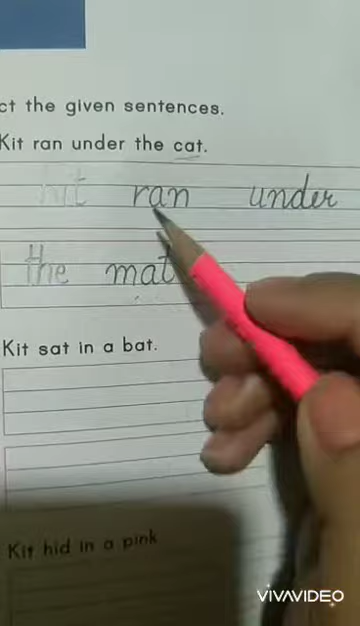 ct the given sentences.
Kit ran under the cat.
kit ran under
the mat
Kit sat in a bat.
Kit hid in a pink
VIVAVIDEO